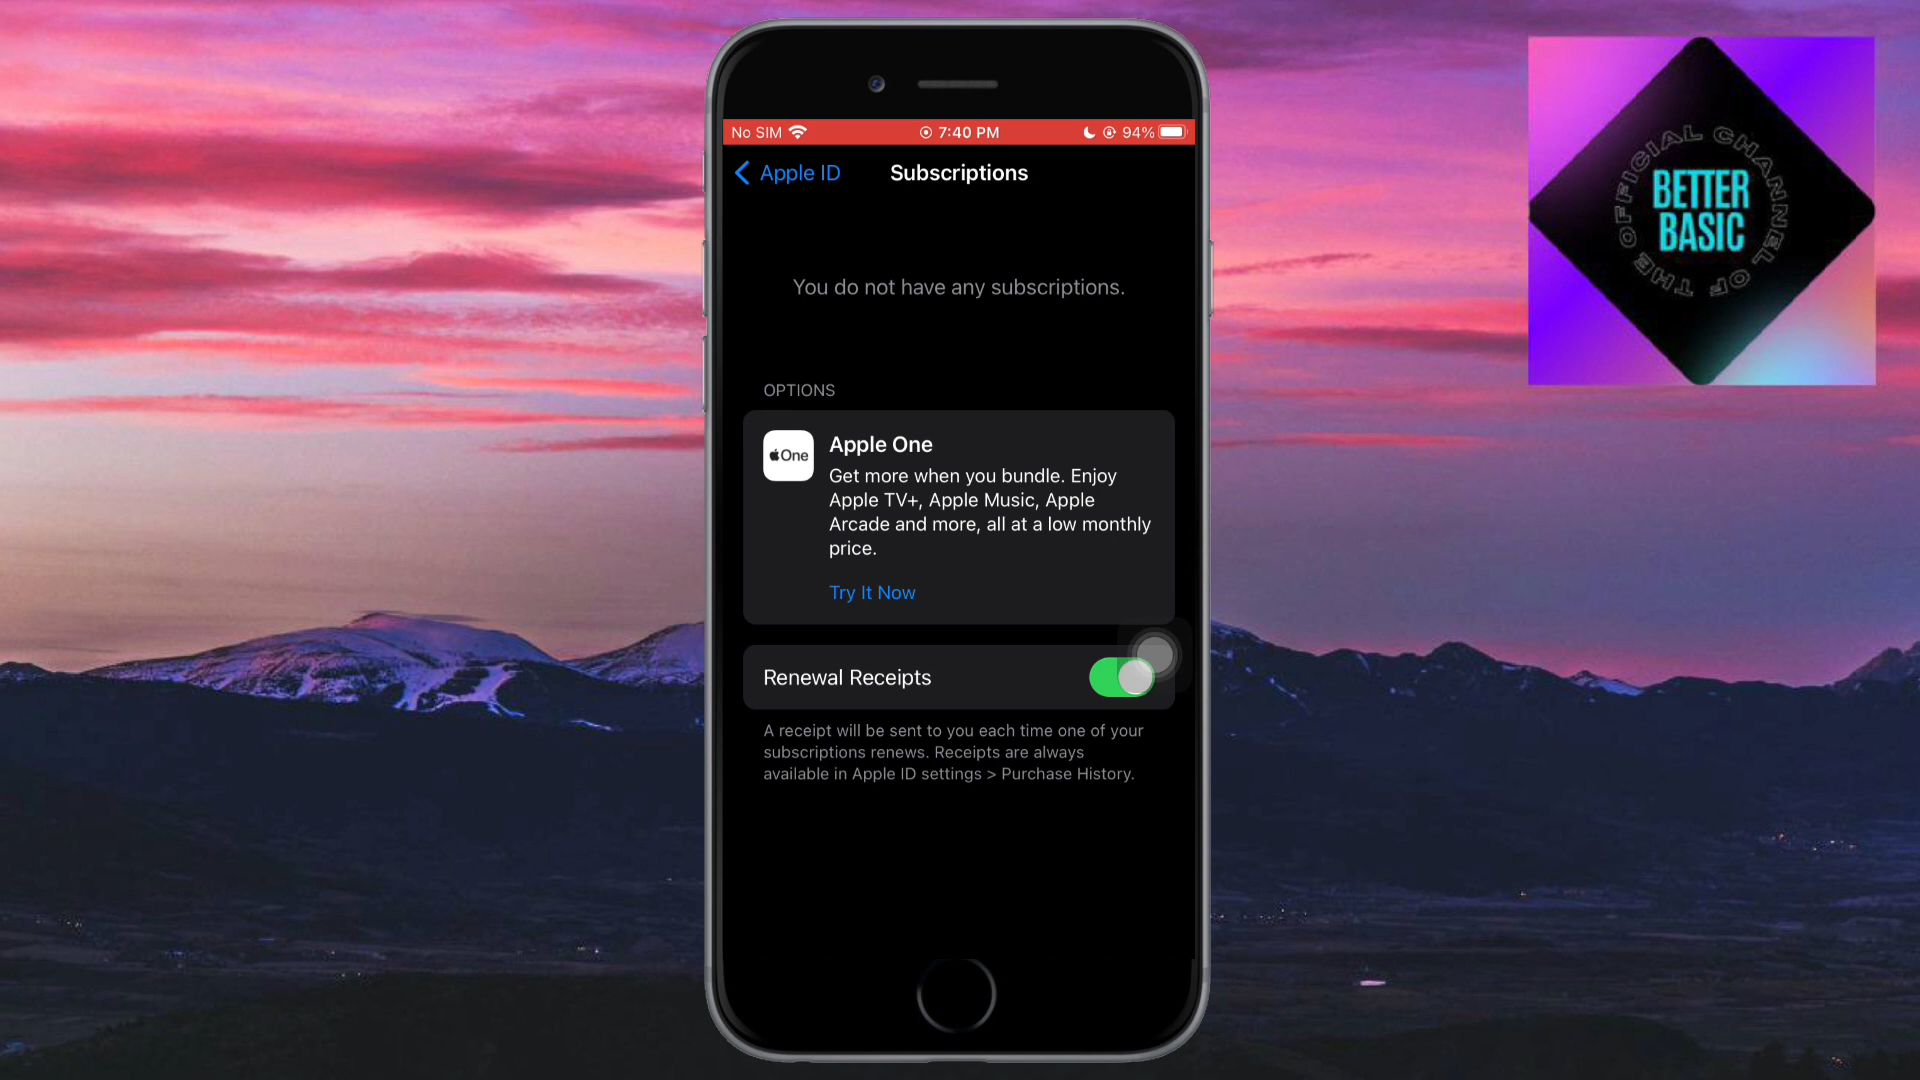 No SIM 7:40 PM 94%
Apple ID Subscriptions
You do not have any subscriptions.
OPTIONS
One
Apple One
Get more when you bundle. Enjoy
Apple TV+, Apple Music, Apple
Arcade and more, all at a low monthly
price.
Try It Now
Renewal Receipts
A receipt will be sent to you each time one of your
subscriptions renews. Receipts are always
available in Apple ID settings > Purchase History.
OFFICIAL CHANNEL OF THE
BETTER
BASIC